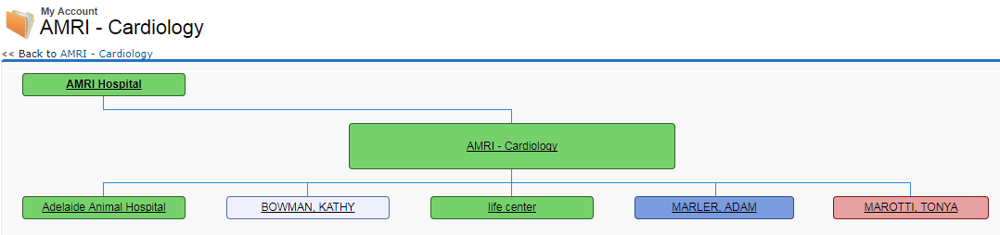 My Account
AMRI - Cardiology
<< Back to AMRI - Cardiology
AMRI Hospital
AMRI - Cardiology
Adelaide Animal Hospital
BOWMAN, KATHY
life center
MARLER, ADAM
MAROTTI, TONYA